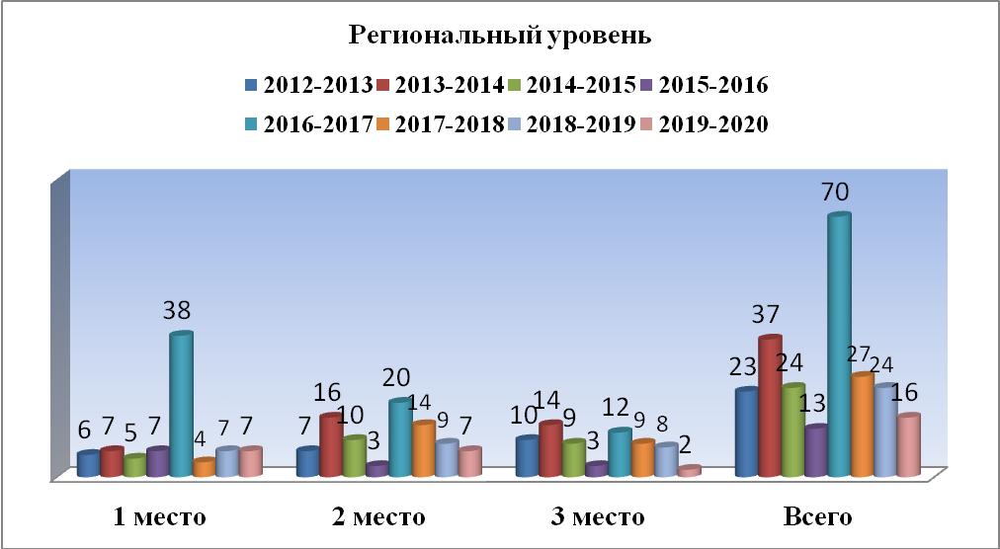 Региональный уровень
2012-2013 2013-2014 2014-2015 2015-2016
2016-2017 2017-2018 2018-2019 2019-2020
6 7 5 7 38 4 7 7
7 16 10 3 20 14 9 7
10 14 9 3 12 9 8 2
23 37 24 13 70 27 24 16
1 место 2 место 3 место Всего